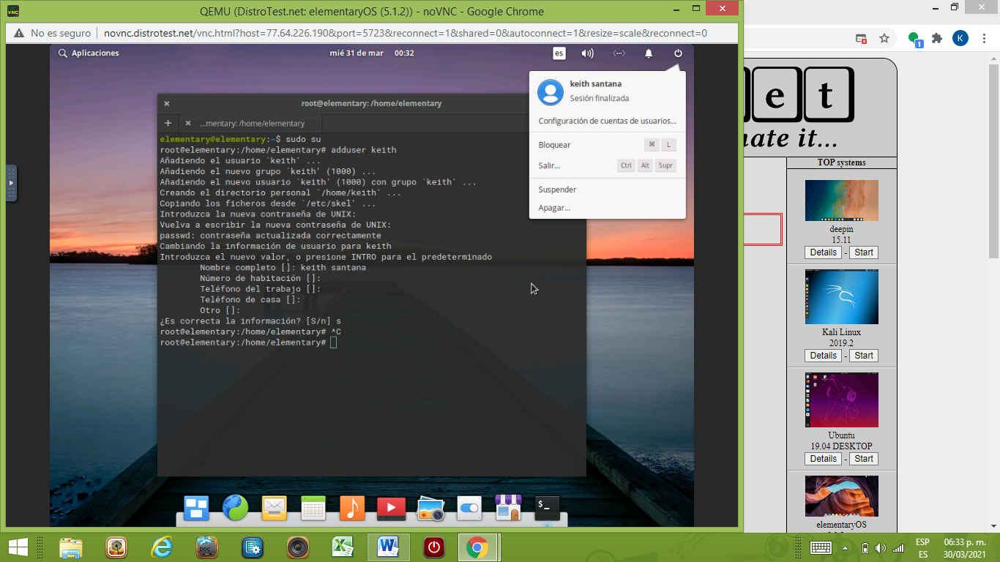 QEMU (DistroTest.net: elementaryOS (5.1.2)) - noVNC - Google Chrome
No es seguro
novnc.distrotest.net/vnc.html?host=77.64.226.190&port=5723&reconnect=1&shared=0&autoconnect=1&resize=scale&reconnect=0
Aplicaciones
mié 31 de mar 00:32
es
keith santana
Sesión finalizada
Configuración de cuentas de usuarios...
Bloquear ⌘ L
Salir... Ctrl Alt Supr
Suspender
Apagar...
root@elementary: /home/elementary
...mentary: /home/elementary
elementary@elementary:~$ sudo su
root@elementary:/home/elementary# adduser keith
Añadiendo el usuario `keith' ...
Añadiendo el nuevo grupo `keith' (1000) ...
Añadiendo el nuevo usuario `keith' (1000) con grupo `keith' ...
Creando el directorio personal `/home/keith' ...
Copiando los ficheros desde `/etc/skel' ...
Introduzca la nueva contraseña de UNIX:
Vuelva a escribir la nueva contraseña de UNIX:
passwd: contraseña actualizada correctamente
Cambiando la información de usuario para keith
Introduzca el nuevo valor, o presione INTRO para el predeterminado
Nombre completo []: keith santana
Número de habitación []:
Teléfono del trabajo []:
Teléfono de casa []:
Otro []:
¿Es correcta la información? [S/n] s
root@elementary:/home/elementary# ^C
root@elementary:/home/elementary#
$_
1
K
e t
ate it...
TOP systems
deepin
15.11
Details - Start
Kali Linux
2019.2
Details - Start
Ubuntu
19.04 DESKTOP
Details - Start
elementaryOS
DOC
ESP
ES
06:33 p. m.
30/03/2021